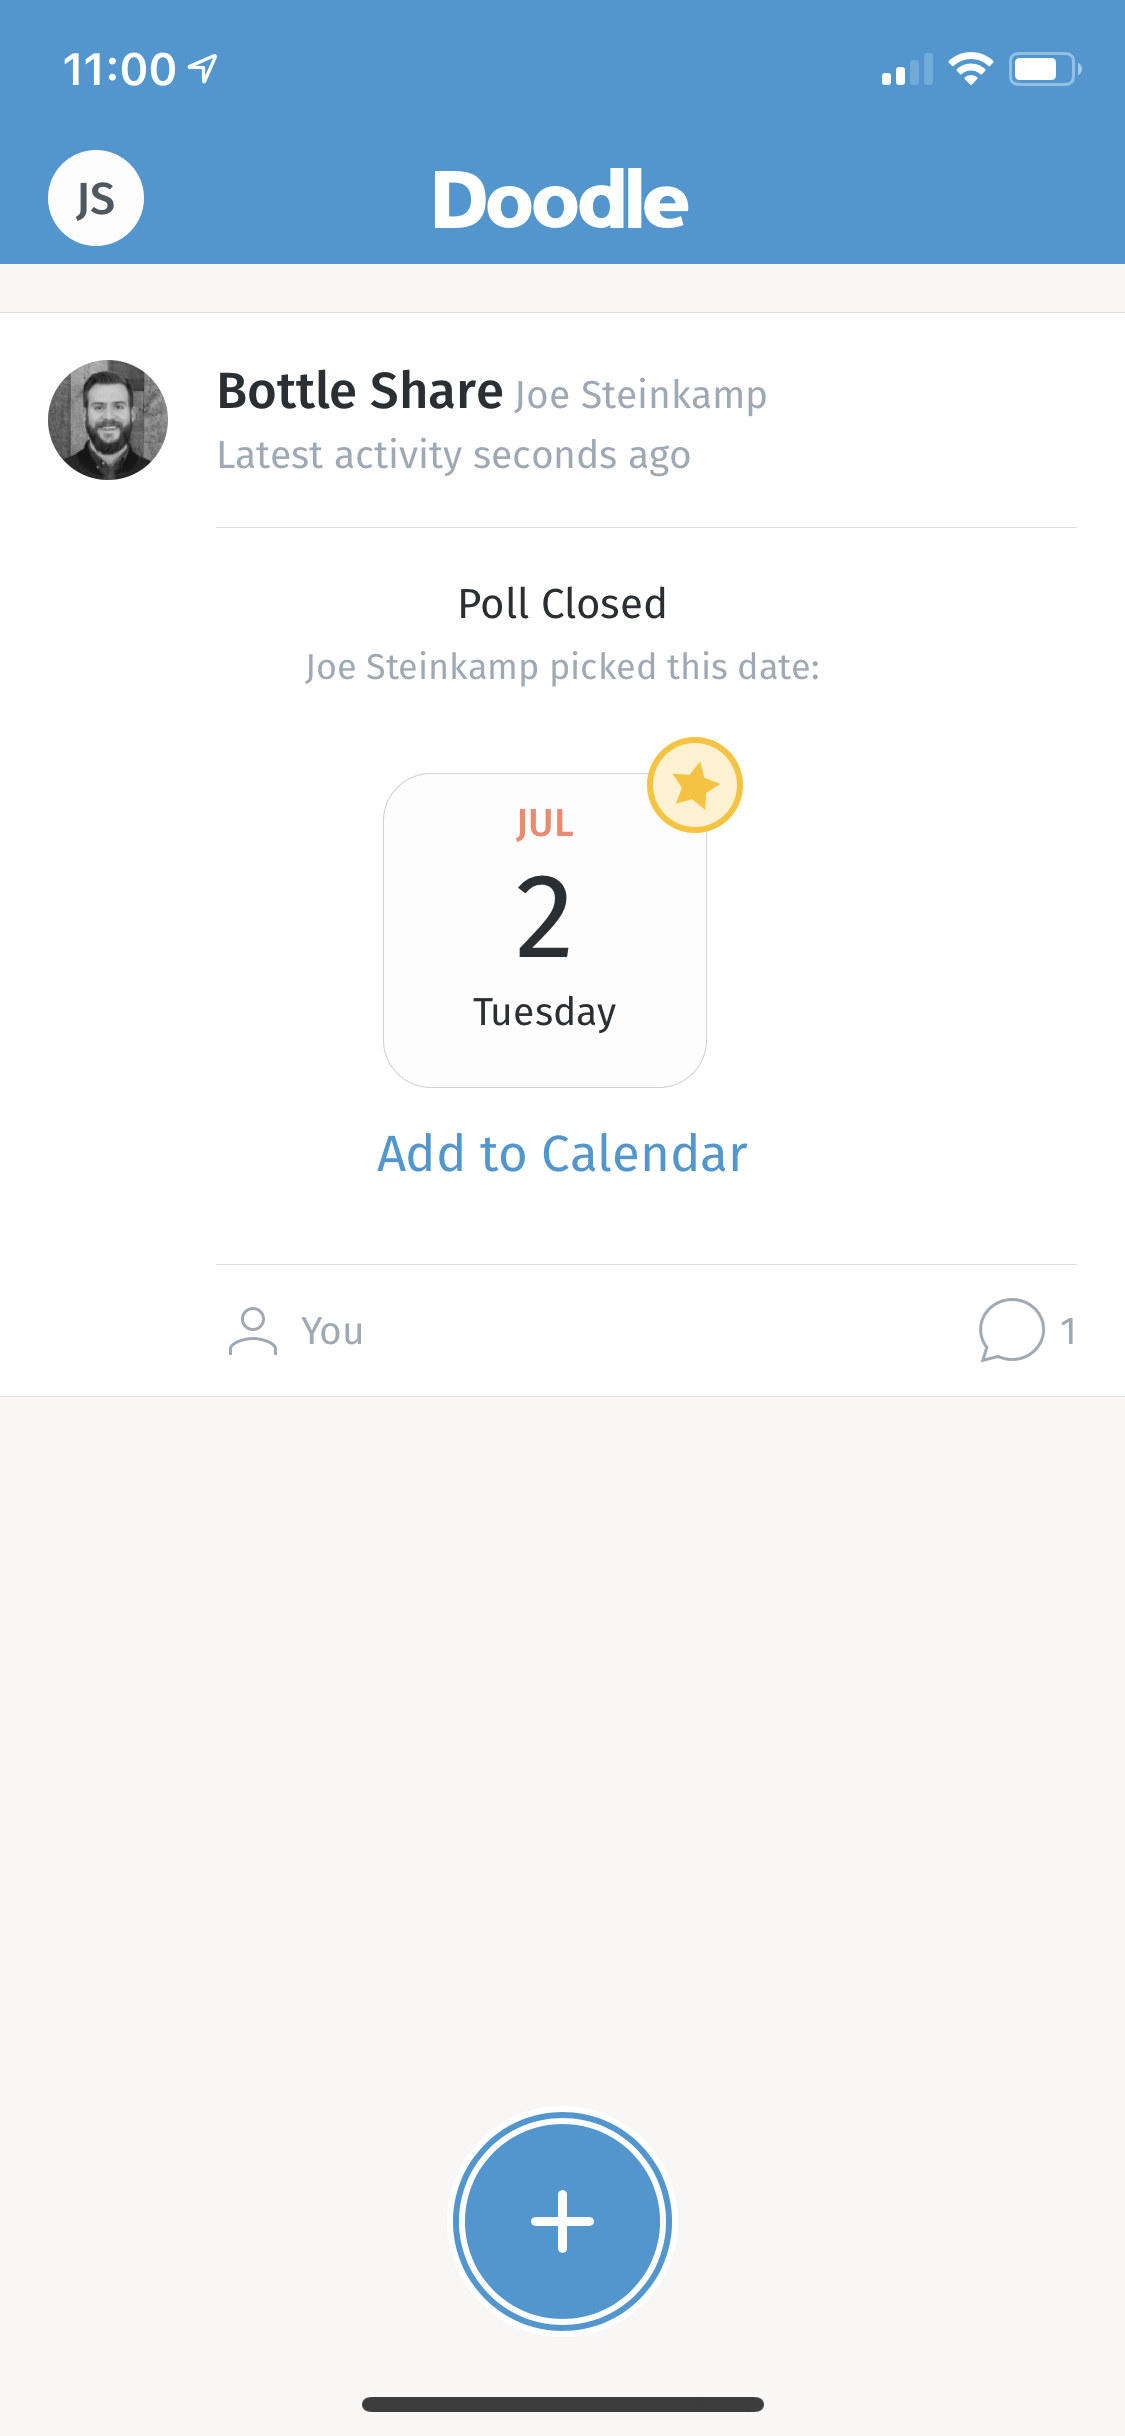 11:00
JS
Doodle
Bottle Share Joe Steinkamp
Latest activity seconds ago
Poll Closed
Joe Steinkamp picked this date:
JUL
2
Tuesday
Add to Calendar
You 1